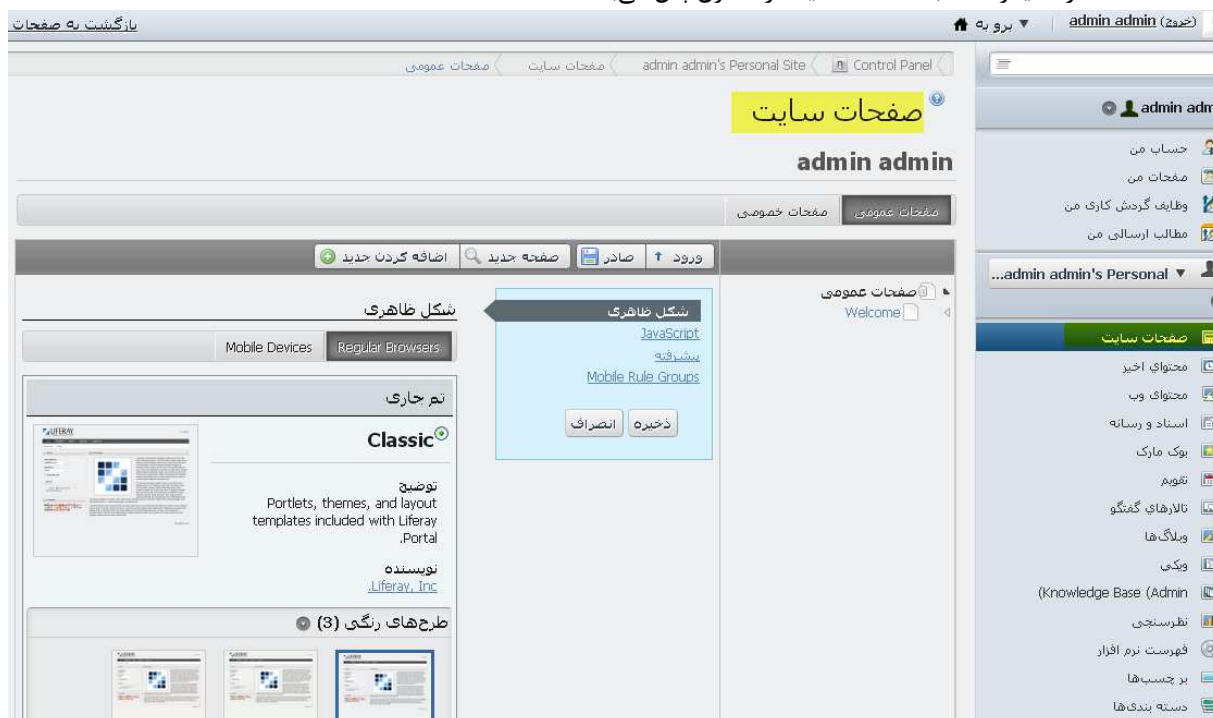 admin admin (خروج) ▼ برو به
بازگشت به صفحات
Control Panel
admin admin's Personal Site
صفحات سایت
صفحات عمومی
صفحات سایت
admin admin
صفحات عمومی
صفحات خصوصی
حساب من
صفحات من
وظایف گردش کاری من
مطالب ارسالی من
admin admin's Personal ▼...
صفحات سایت
محتوای اخیر
محتوای وب
اسناد و رسانه
بوک مارک
تقویم
تالارهای گفتگو
وبلاگ‌ها
ویکی
(Knowledge Base (Admin
نظرسنجی
فهرست نرم افزار
بر چسب‌ها
دسته بندی‌ها
صفحات عمومی
Welcome
ورود
صادر
صفحه جدید
اضافه کردن جدید
شکل ظاهری
JavaScript
پیشرفته
Mobile Rule Groups
ذخیره
انصراف
شکل ظاهری
Regular Browsers
Mobile Devices
تم جاری
Classic
توضیح
Portlets, themes, and layout
templates included with Liferay
.Portal
نویسنده
.Liferay, Inc
طرح‌های رنگی (3)